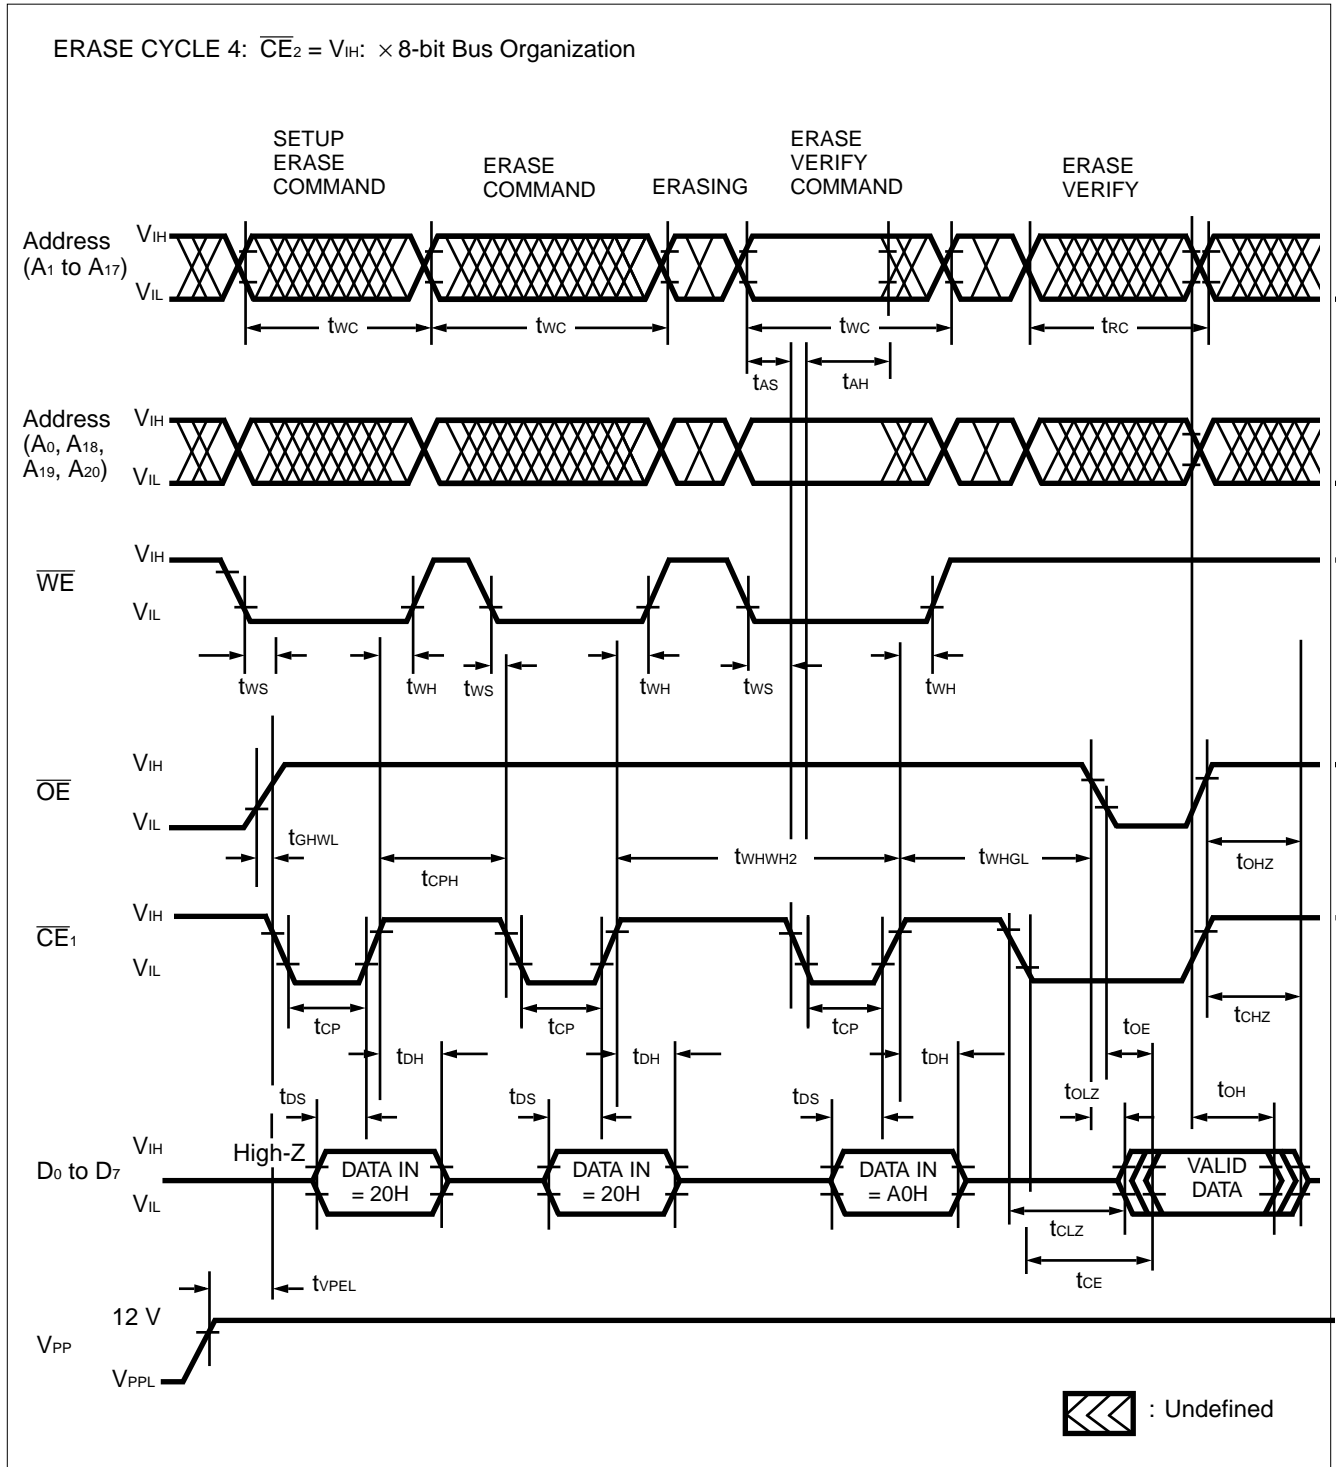 ERASE CYCLE 4: CE2 = VIH: × 8-bit Bus Organization
SETUP
ERASE
COMMAND
ERASE
COMMAND
ERASING
ERASE
VERIFY
COMMAND
ERASE
VERIFY
Address
(A1 to A17)
VIH
VIL
tWC
tWC
tWC
tRC
tAS
tAH
Address
(A0, A18,
A19, A20)
VIH
VIL
WE
VIH
VIL
tWS
tWH
tWS
tWH
tWS
tWH
OE
VIH
VIL
tGHWL
tCPH
tWHWH2
tWHGL
tOHZ
CE1
VIH
VIL
tCP
tCP
tCP
tCHZ
tOE
tDH
tDH
tDH
tDS
tDS
tDS
tOLZ
tOH
D0 to D7
VIH
VIL
High-Z
DATA IN
= 20H
DATA IN
= 20H
DATA IN
= A0H
VALID
DATA
tCLZ
tCE
tVPEL
VPP
12 V
VPPL
: Undefined